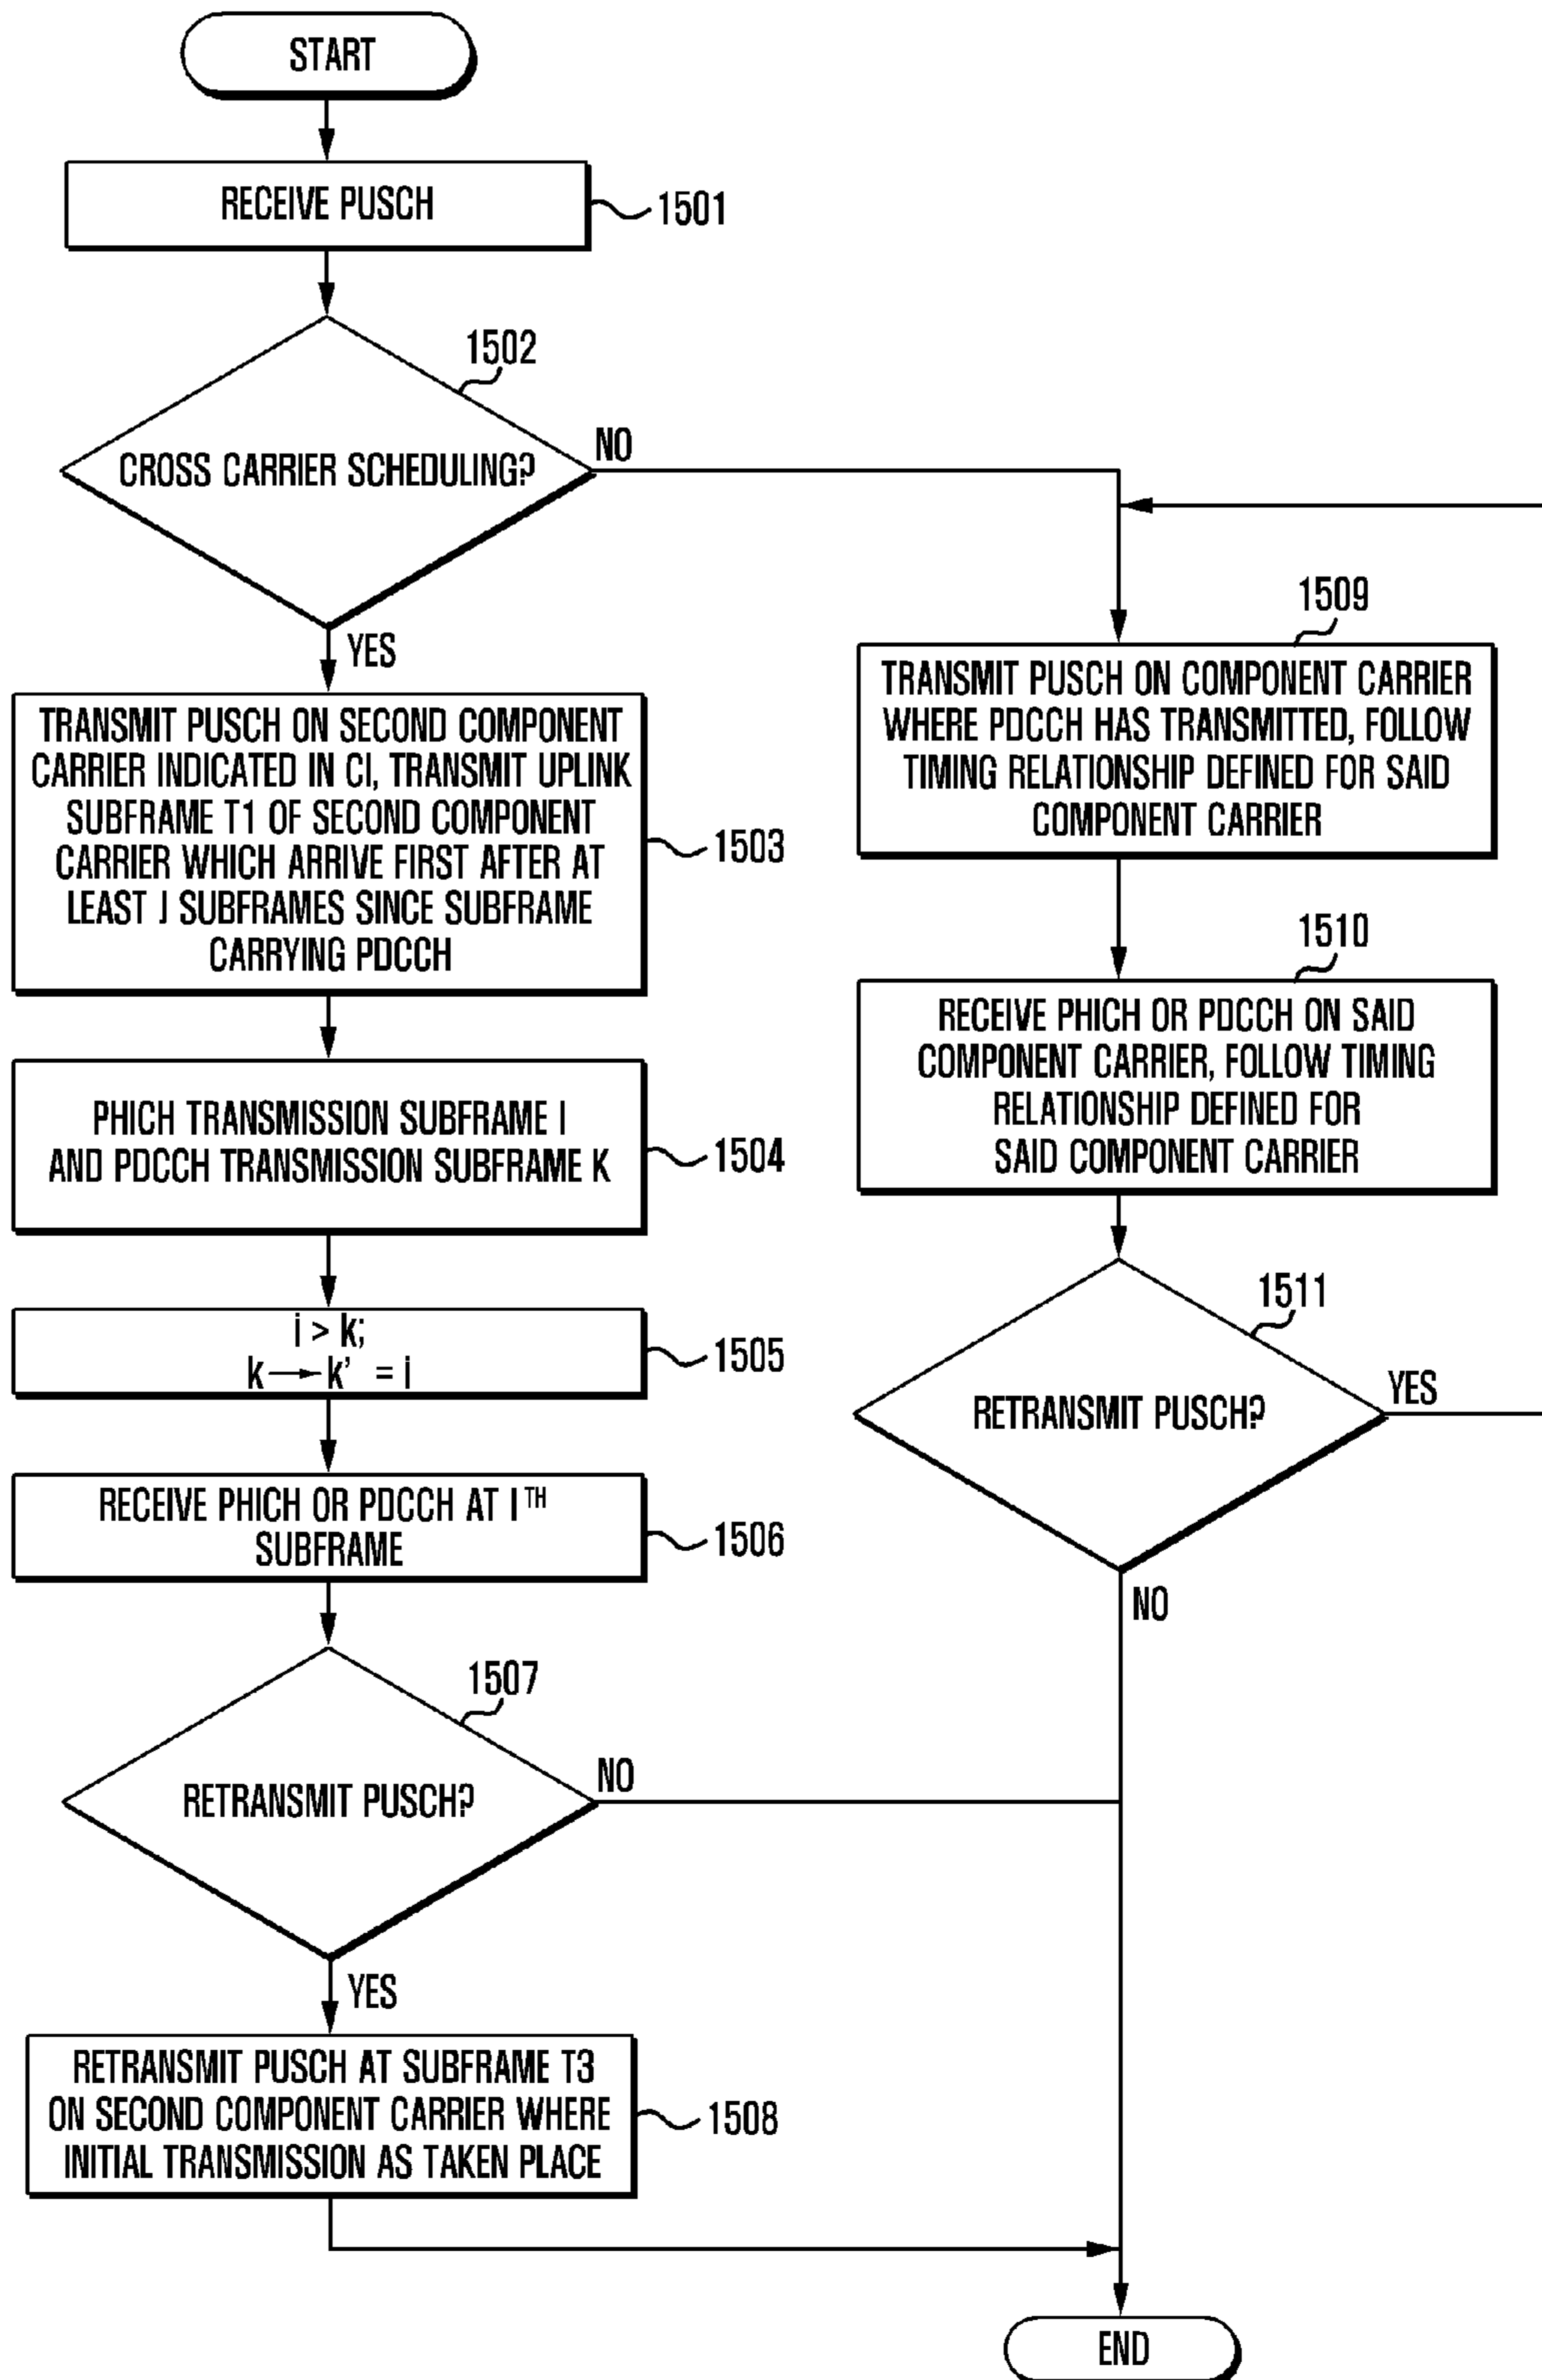 START
RECEIVE PUSCH
1501
1502
CROSS CARRIER SCHEDULING?
NO
YES
TRANSMIT PUSCH ON SECOND COMPONENT
CARRIER INDICATED IN CI, TRANSMIT UPLINK
SUBFRAME T1 OF SECOND COMPONENT
CARRIER WHICH ARRIVE FIRST AFTER AT
LEAST J SUBFRAMES SINCE SUBFRAME
CARRYING PDCCH
1503
PHICH TRANSMISSION SUBFRAME I
AND PDCCH TRANSMISSION SUBFRAME K
1504
i > k;
k → k' = i
1505
RECEIVE PHICH OR PDCCH AT I TH
SUBFRAME
1506
1507
RETRANSMIT PUSCH?
NO
YES
RETRANSMIT PUSCH AT SUBFRAME T3
ON SECOND COMPONENT CARRIER WHERE
INITIAL TRANSMISSION AS TAKEN PLACE
1508
1509
TRANSMIT PUSCH ON COMPONENT CARRIER
WHERE PDCCH HAS TRANSMITTED, FOLLOW
TIMING RELATIONSHIP DEFINED FOR SAID
COMPONENT CARRIER
1510
RECEIVE PHICH OR PDCCH ON SAID
COMPONENT CARRIER, FOLLOW TIMING
RELATIONSHIP DEFINED FOR
SAID COMPONENT CARRIER
1511
RETRANSMIT PUSCH?
YES
NO
END